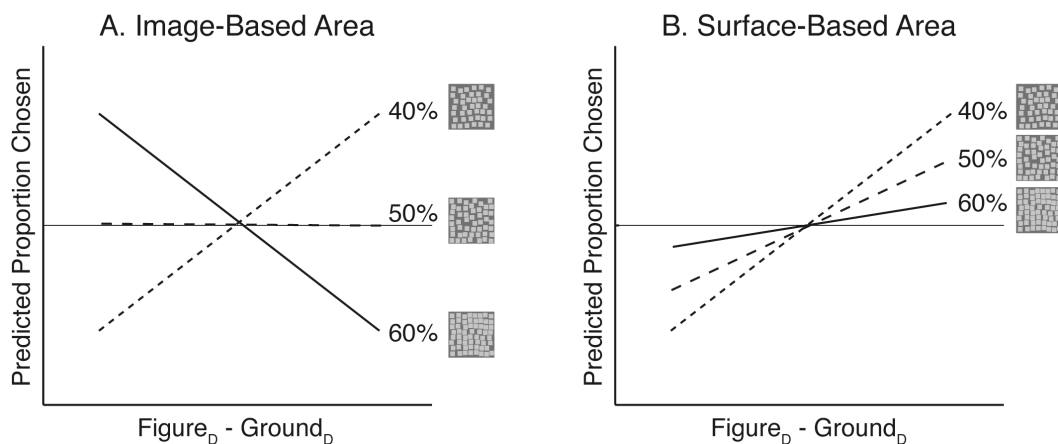 A. Image-Based Area
Predicted Proportion Chosen
40%
50%
60%
Figure_D - Ground_D
B. Surface-Based Area
Predicted Proportion Chosen
40%
50%
60%
Figure_D - Ground_D